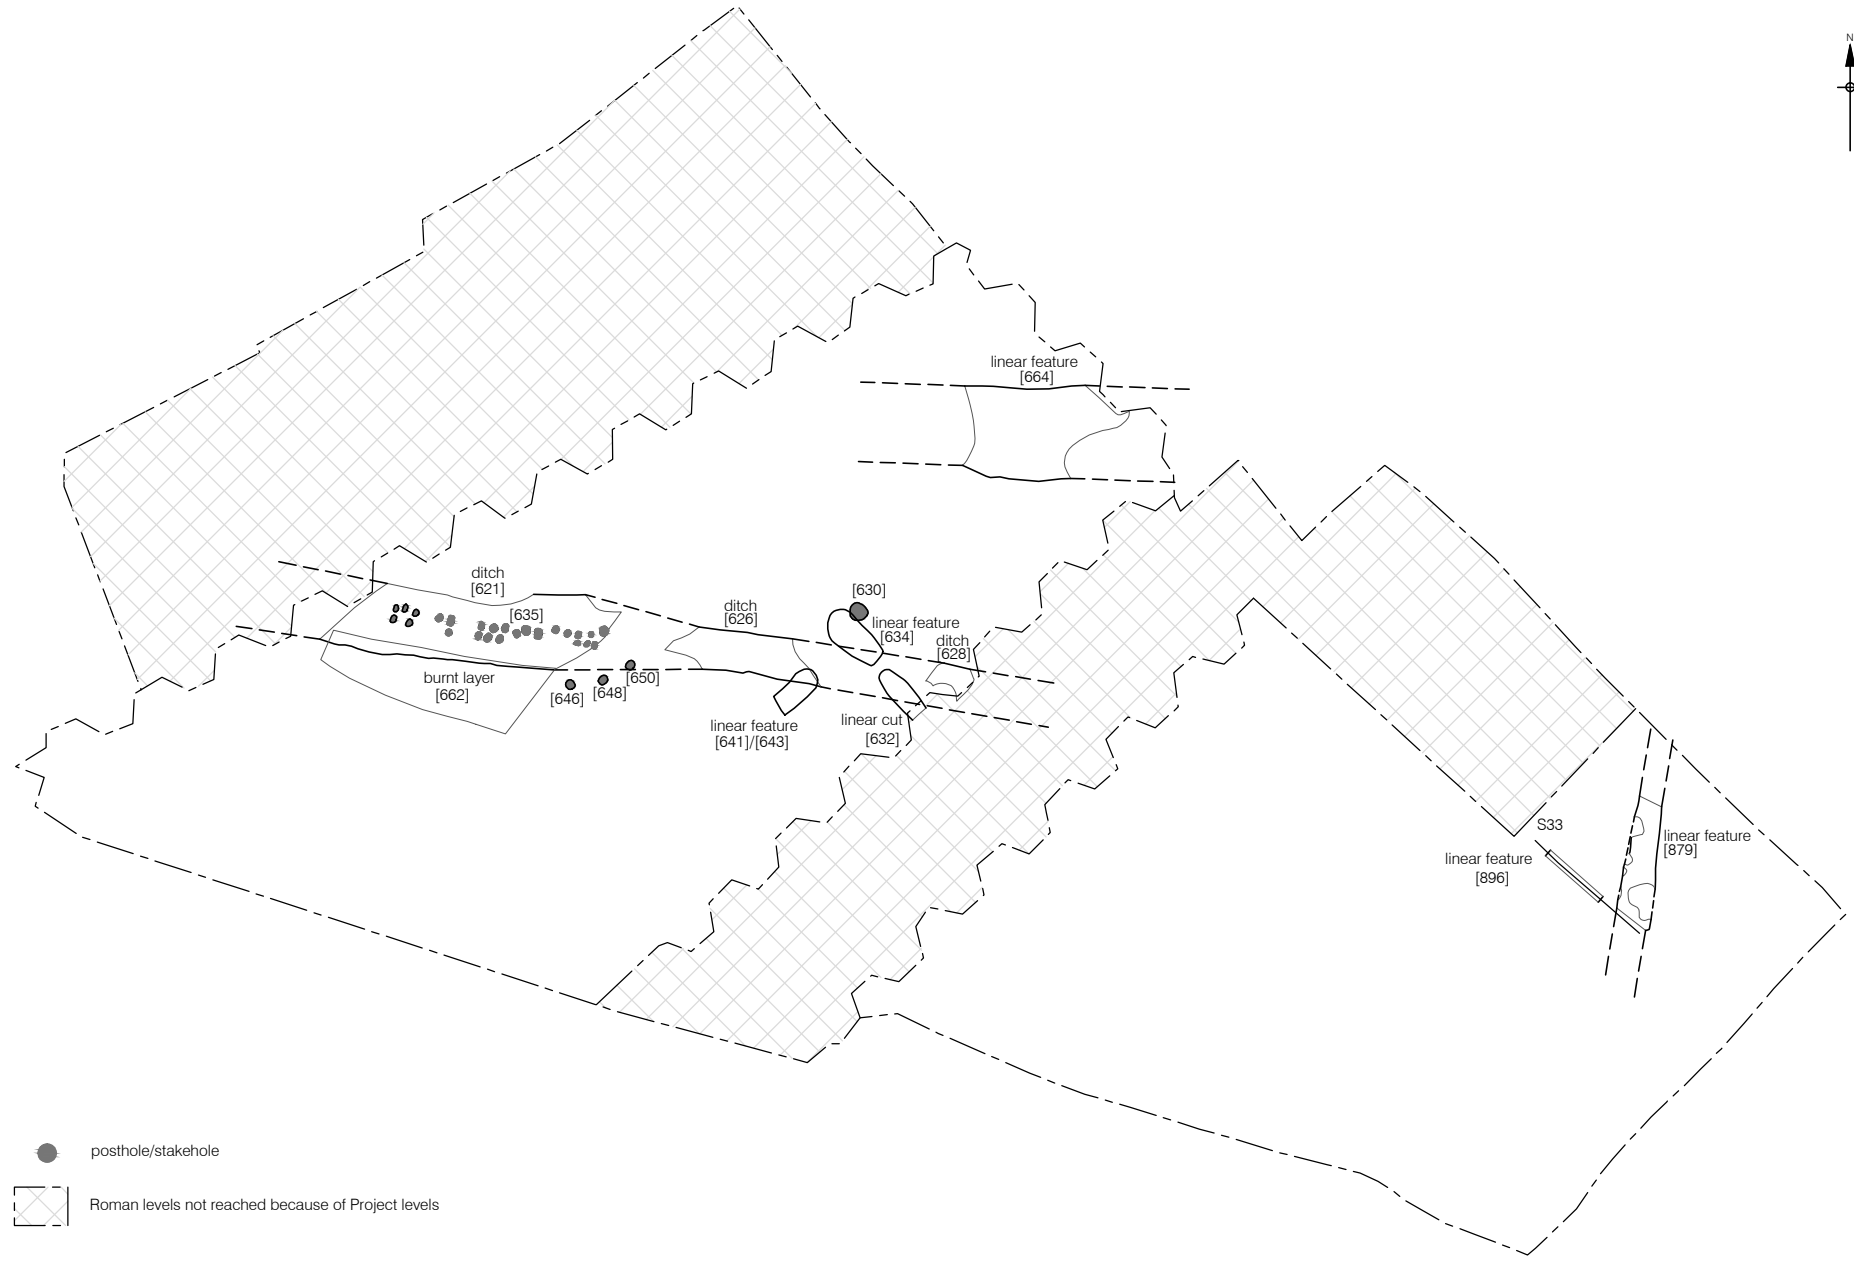 N
linear feature
[664]
ditch
[621]
[635]
ditch
[626]
[630]
linear feature
[634]
ditch
[628]
burnt layer
[662]
[646]
[648]
[650]
linear feature
[641]/[643]
linear cut
[632]
S33
linear feature
[879]
linear feature
[896]
posthole/stakehole
Roman levels not reached because of Project levels